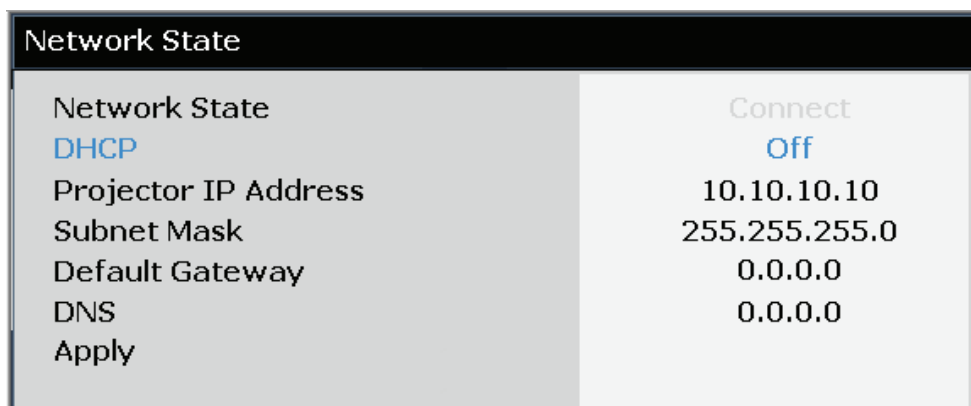 Network State
Network State Connect
DHCP Off
Projector IP Address 10.10.10.10
Subnet Mask 255.255.255.0
Default Gateway 0.0.0.0
DNS 0.0.0.0
Apply